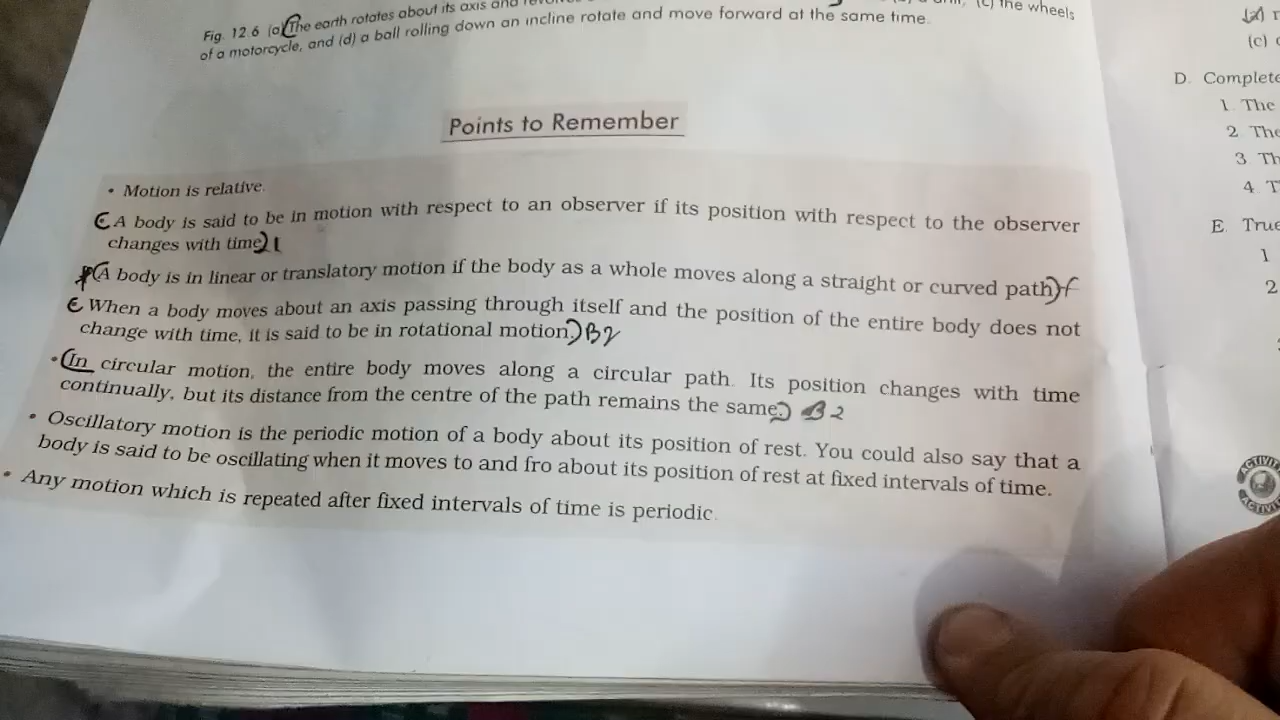 Fig. 12.6 (a) The earth rotates about its axis and (c) the wheels
of a motorcycle, and (d) a ball rolling down an incline rotate and move forward at the same time.
Points to Remember
• Motion is relative.
A body is said to be in motion with respect to an observer if its position with respect to the observer
changes with time) 1
(A body is in linear or translatory motion if the body as a whole moves along a straight or curved path)
When a body moves about an axis passing through itself and the position of the entire body does not
change with time, it is said to be in rotational motion.) B2
• (In circular motion, the entire body moves along a circular path. Its position changes with time
continually, but its distance from the centre of the path remains the same.) B2
• Oscillatory motion is the periodic motion of a body about its position of rest. You could also say that a
body is said to be oscillating when it moves to and fro about its position of rest at fixed intervals of time.
• Any motion which is repeated after fixed intervals of time is periodic.
(c)
D. Complete
1. The
2. The
3
4
E. True
1
2
ACTIVIT